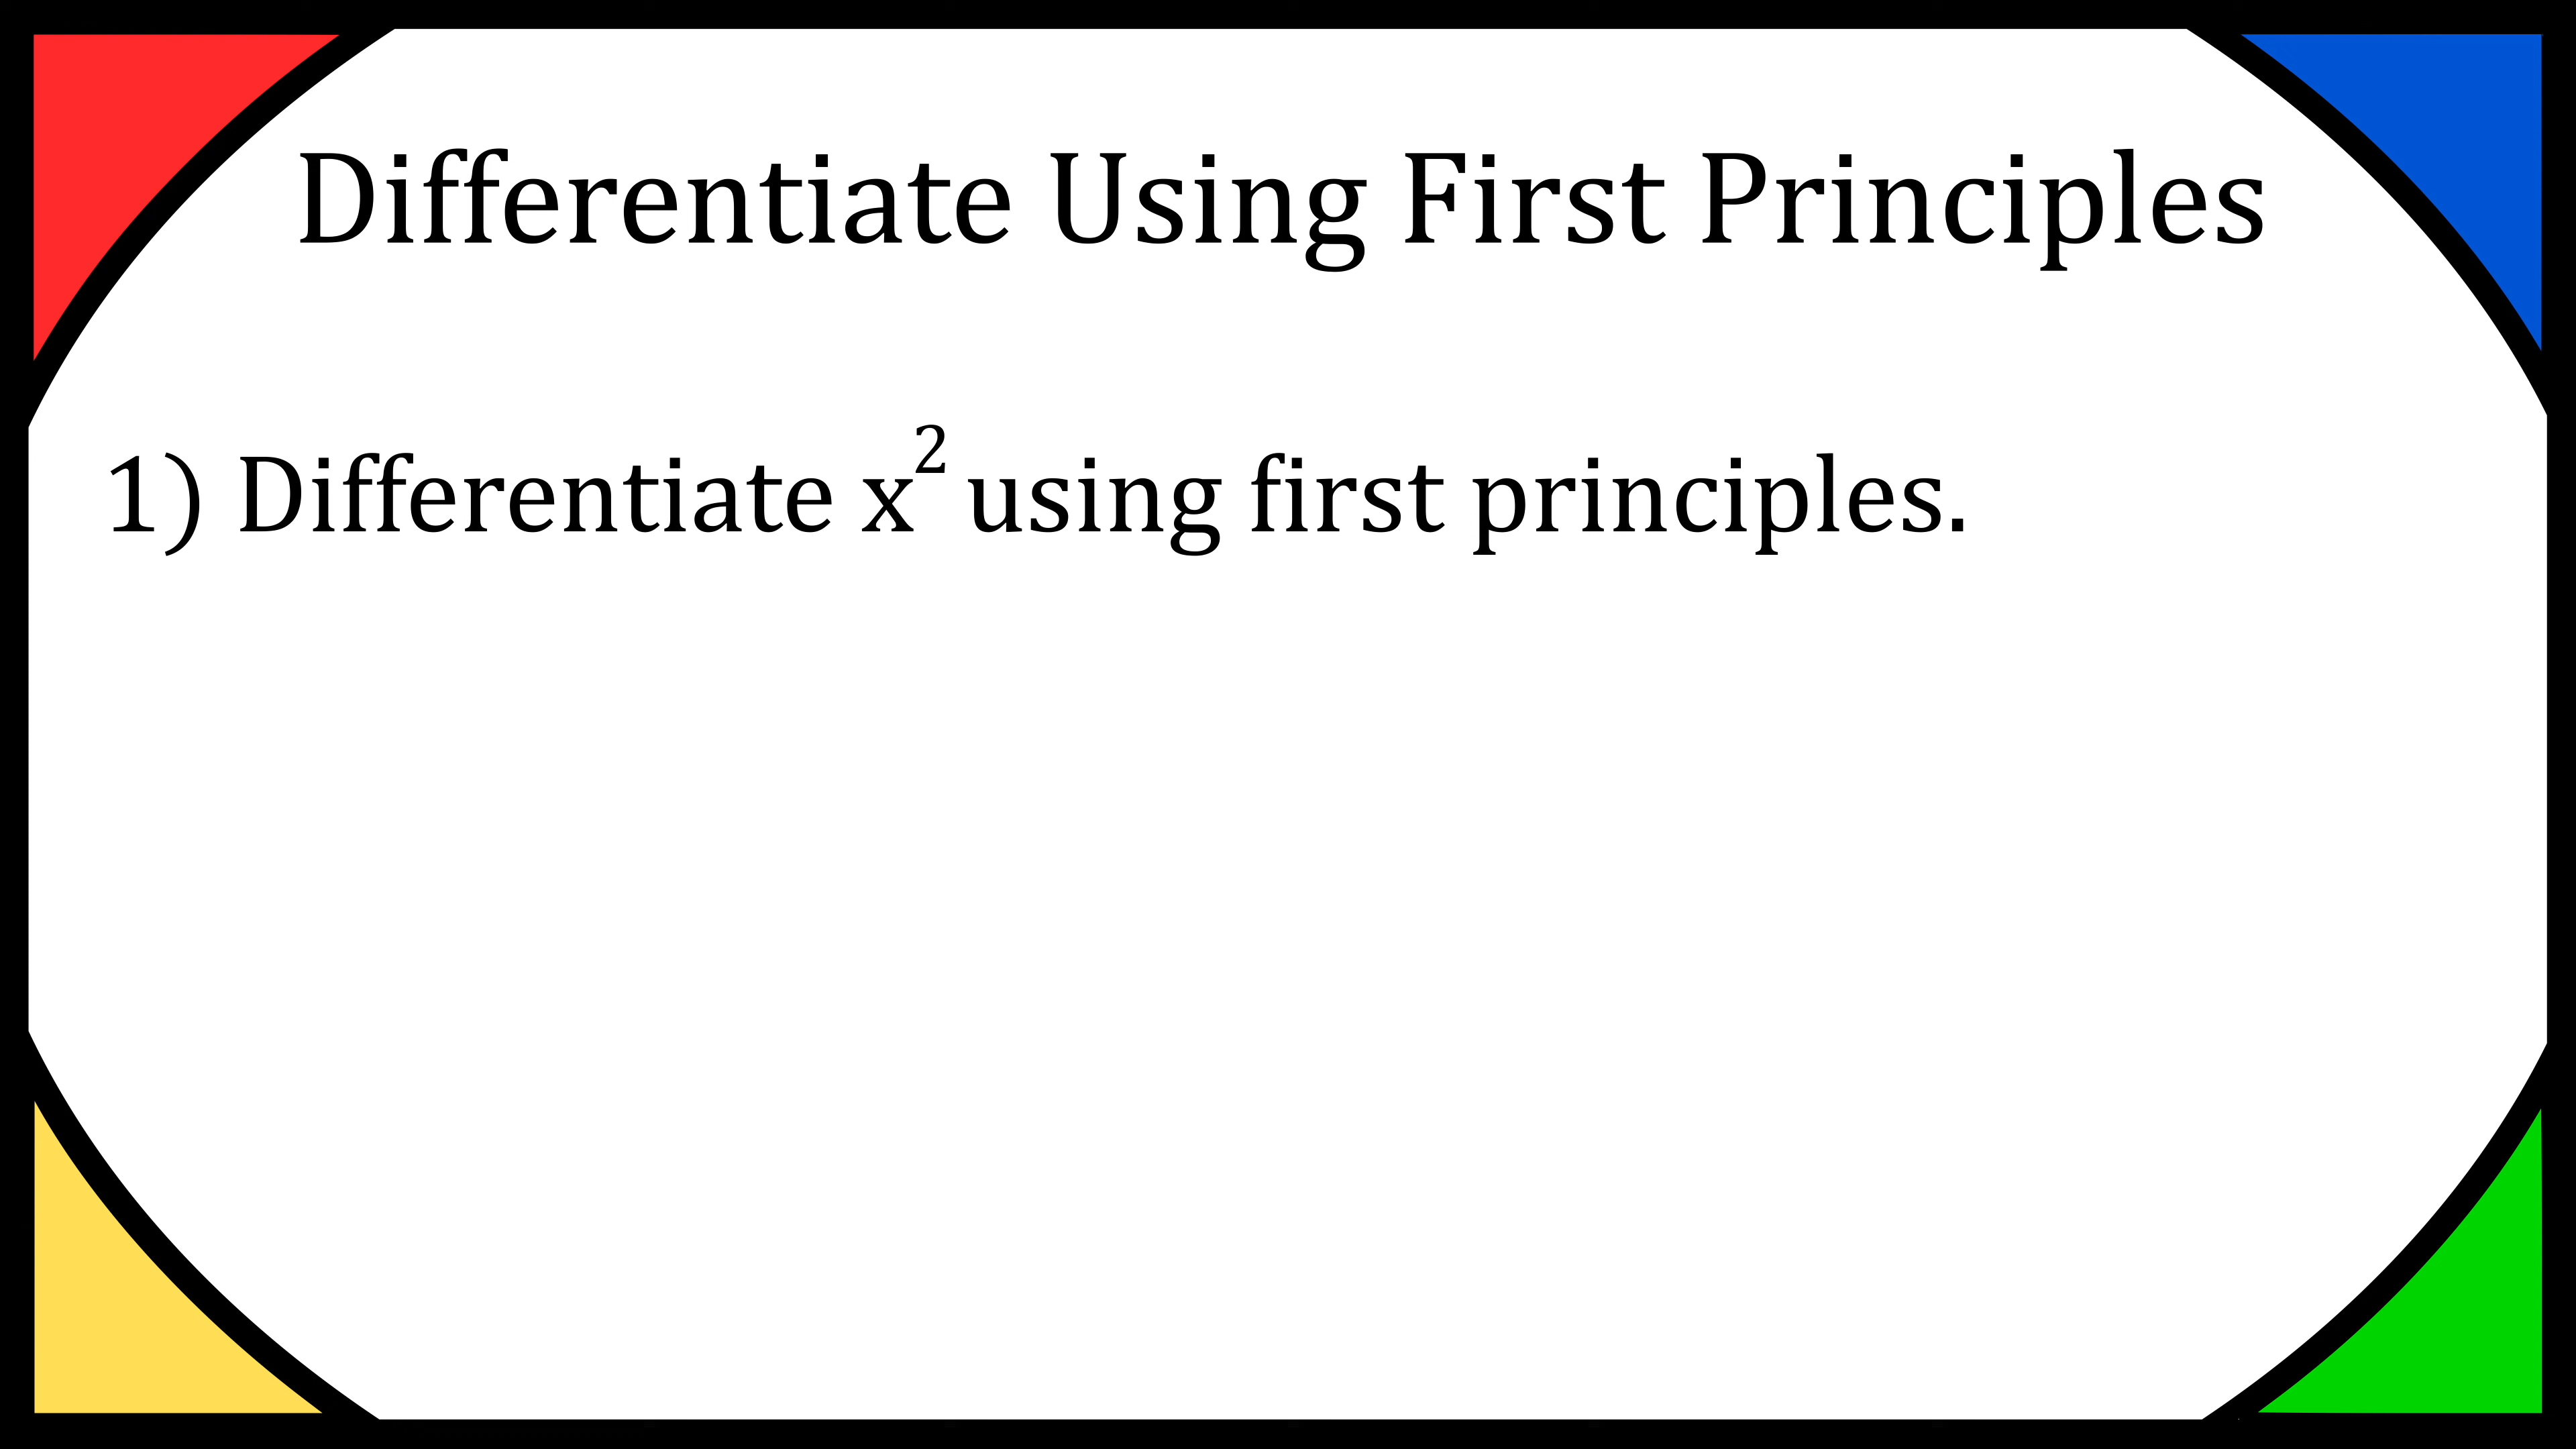 Differentiate Using First Principles
1) Differentiate x² using first principles.